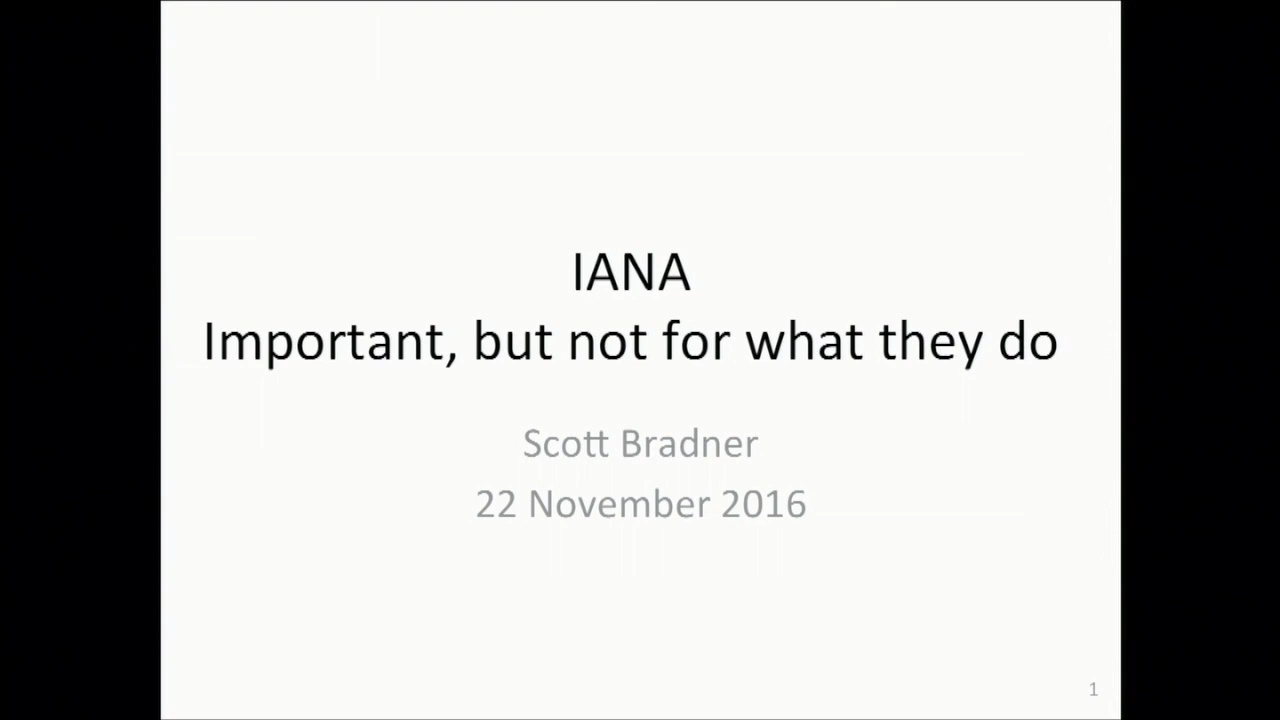 IANA
Important, but not for what they do
Scott Bradner
22 November 2016
1